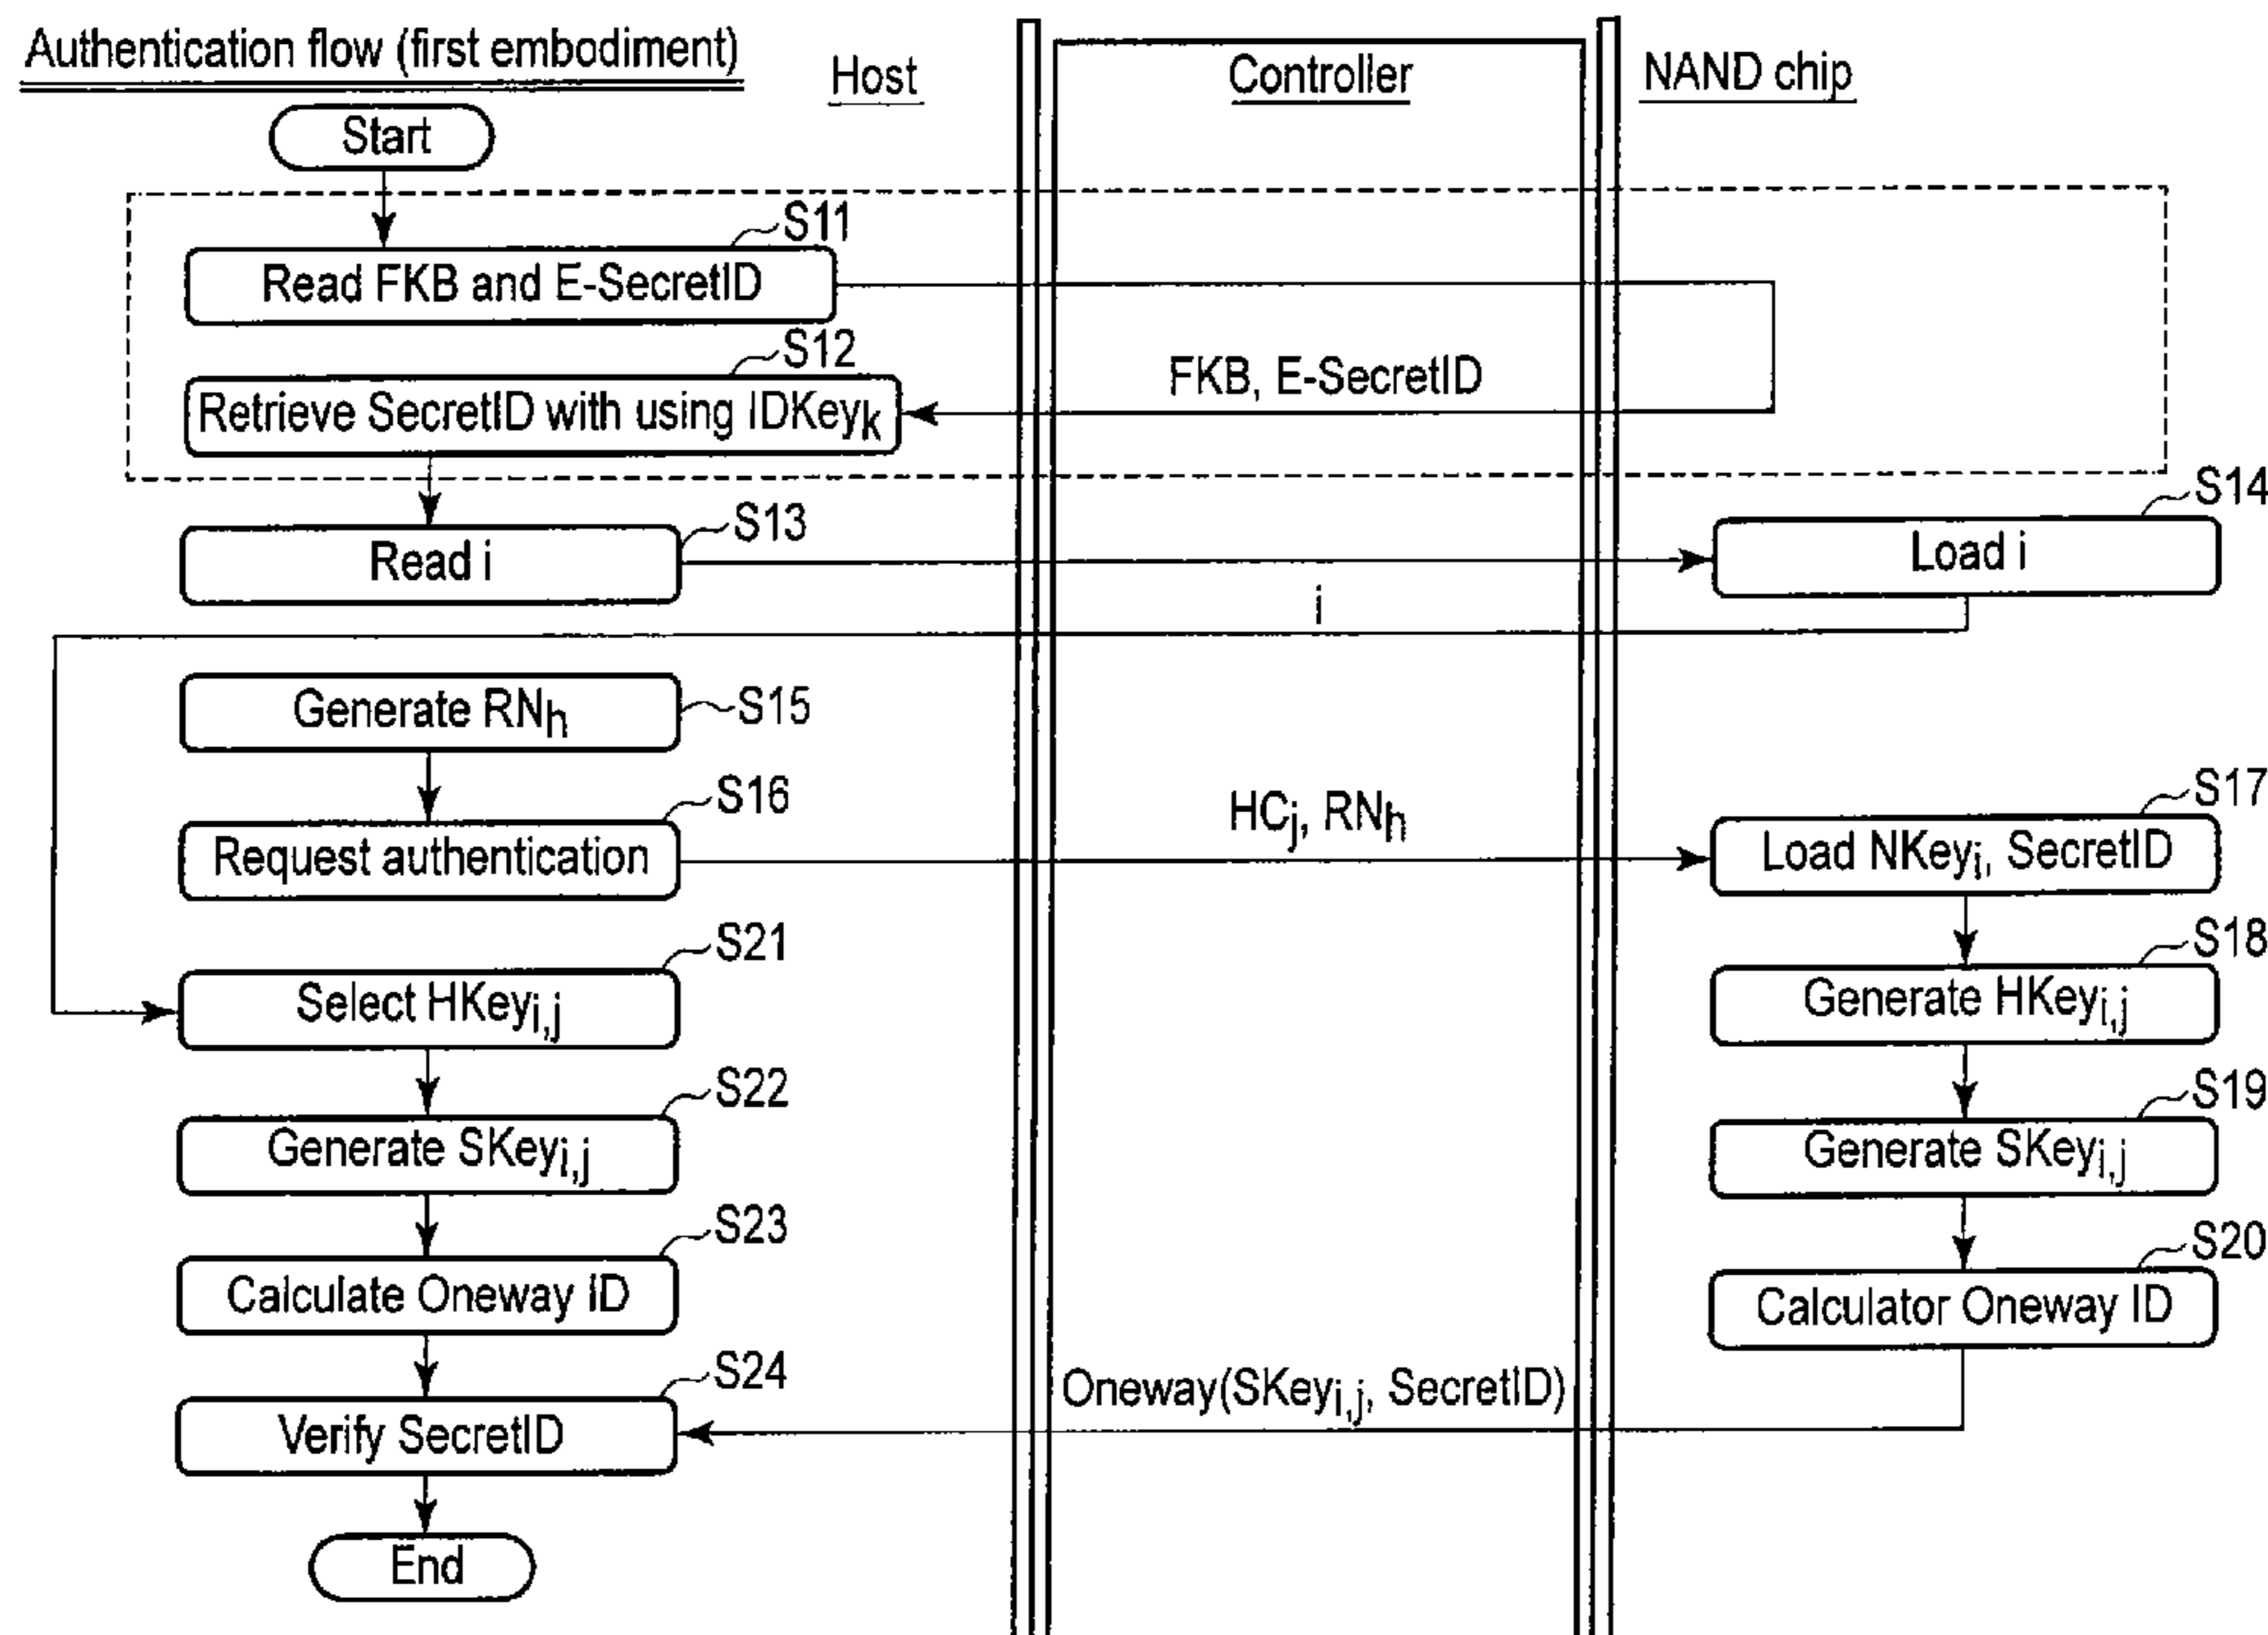 Authentication flow (first embodiment)
Host
Controller
NAND chip
Start
S11
Read FKB and E-SecretID
S12
Retrieve SecretID with using IDKeyk
FKB, E-SecretID
S13
Read i
S14
Load i
i
Generate RNh
S15
S16
Request authentication
HCj, RNh
S17
Load NKeyi, SecretID
S18
Generate HKeyi,j
S19
Generate SKeyi,j
S20
Calculator Oneway ID
S21
Select HKeyi,j
S22
Generate SKeyi,j
S23
Calculate Oneway ID
S24
Verify SecretID
Oneway(SKeyi,j, SecretID)
End